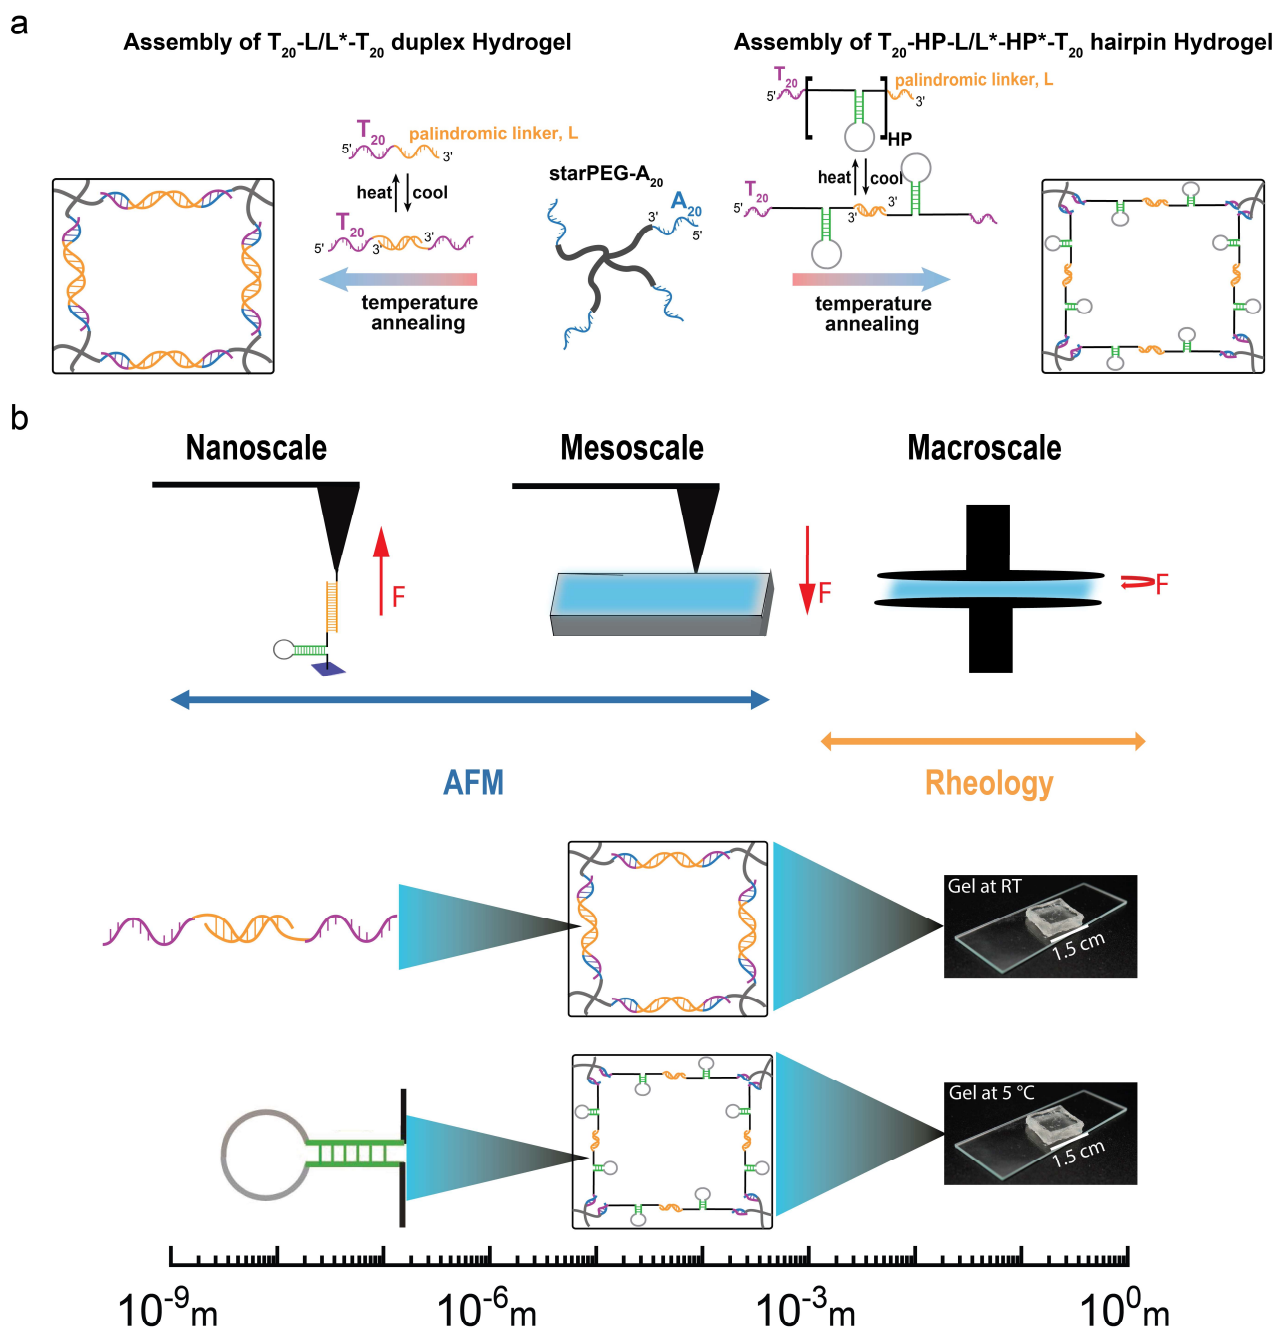 a
Assembly of T20-L/L*-T20 duplex Hydrogel
Assembly of T20-HP-L/L*-HP*-T20 hairpin Hydrogel
T20
palindromic linker, L
5'
3'
heat
cool
T20
5'
3'
3'
temperature
annealing
starPEG-A20
3'
A20
5'
T20
5'
palindromic linker, L
3'
HP
heat
cool
T20
5'
3'
3'
temperature
annealing
b
Nanoscale
Mesoscale
Macroscale
F
F
F
AFM
Rheology
Gel at RT
1.5 cm
Gel at 5 °C
1.5 cm
10-9m
10-6m
10-3m
100m